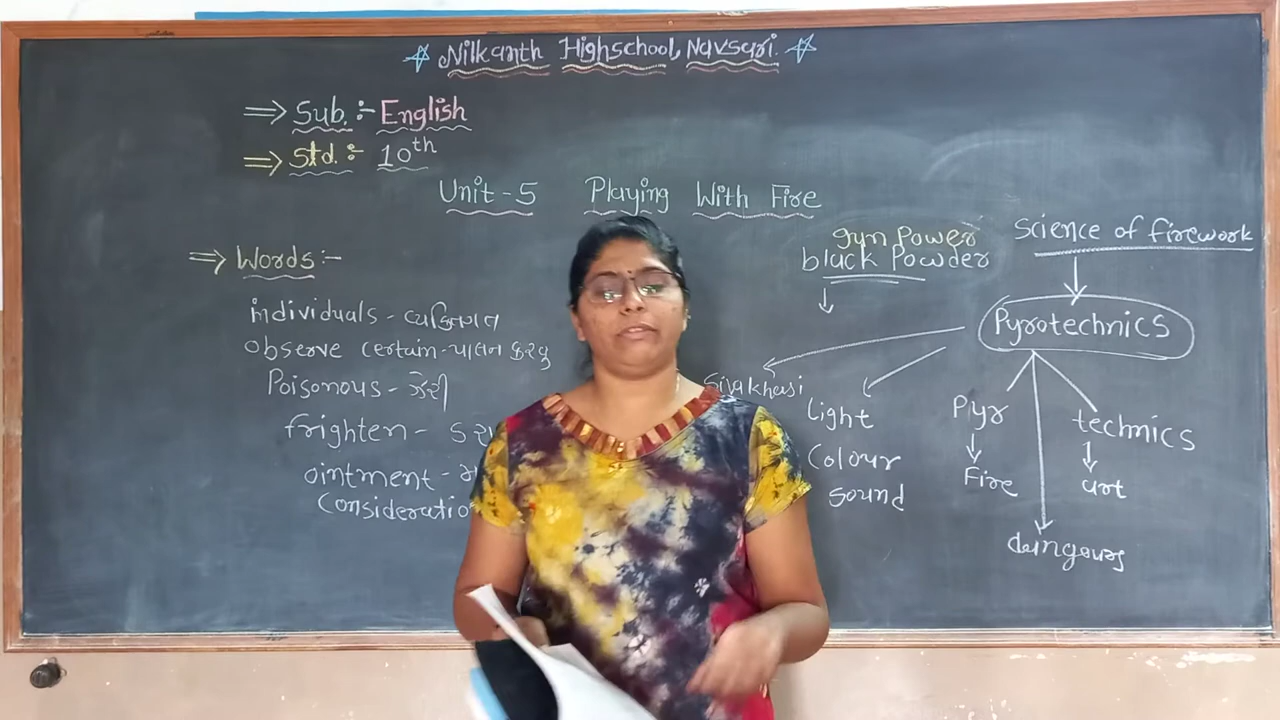 ☆ Nilkanth Highschool, Navsari. ☆
⇒ Sub. :- English
⇒ Std. :- 10th
Unit-5 Playing With Fire
⇒ Words :-
individuals - વ્યક્તિગત
observe certain - પાલન કરવુ
Poisonous - ઝેરી
frighten - ડરા
ointment - મ
Consideratio
gun Power
black Powder
↓
Science of firework
↓
Pyrotechnics
light
Colour
sound
Pyr
↓
Fire
technics
↓
art